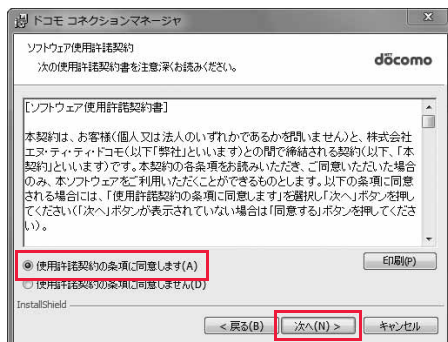 ドコモ コネクションマネージャ
ソフトウェア使用許諾契約
次の使用許諾契約書を注意深くお読みください。
NTT
döcomo
[ソフトウェア使用許諾契約書]
本契約は、お客様(個人又は法人のいずれかであるかを問いません)と、株式会社
エヌ・ティ・ティ・ドコモ(以下「弊社」といいます)との間で締結される契約(以下、「本
契約」といいます)です。本契約の各条項をお読みいただき、ご同意いただいた場合
のみ、本ソフトウェアをご利用いただくことができるものとします。以下の条項に同意
される場合には、「使用許諾契約の条項に同意します」を選択し「次へ」ボタンを押し
てください(「次へ」ボタンが表示されていない場合は「同意する」ボタンを押してくださ
い)。
使用許諾契約の条項に同意します(A)
印刷(P)
使用許諾契約の条項に同意しません(D)
InstallShield
< 戻る(B)
次へ(N) >
キャンセル